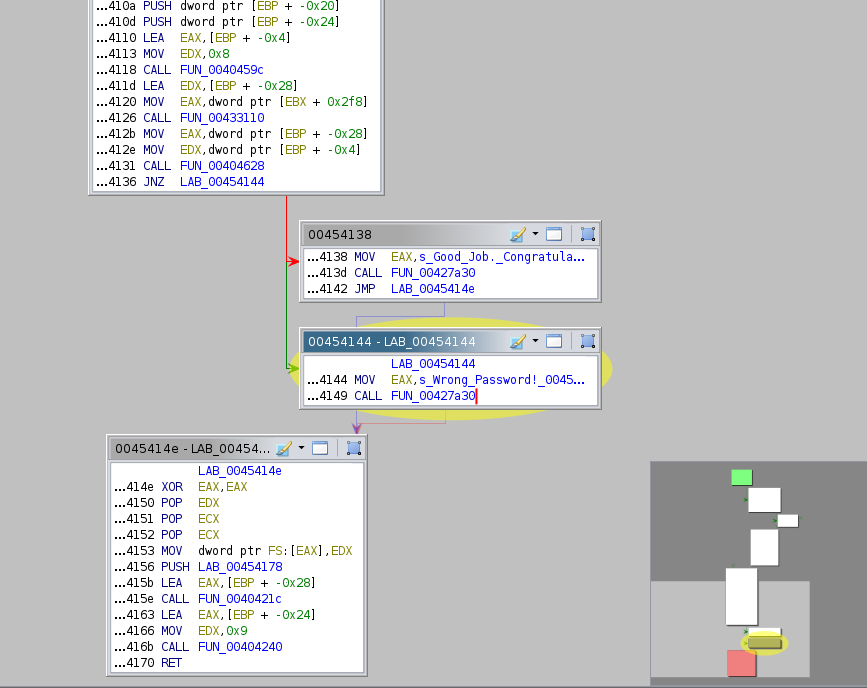 ...410a PUSH dword ptr [EBP + -0x20]
...410d PUSH dword ptr [EBP + -0x24]
...4110 LEA EAX,[EBP + -0x4]
...4113 MOV EDX,0x8
...4118 CALL FUN_0040459c
...411d LEA EDX,[EBP + -0x28]
...4120 MOV EAX,dword ptr [EBX + 0x2f8]
...4126 CALL FUN_00433110
...412b MOV EAX,dword ptr [EBP + -0x28]
...412e MOV EDX,dword ptr [EBP + -0x4]
...4131 CALL FUN_00404628
...4136 JNZ LAB_00454144
00454138
...4138 MOV EAX,s_Good_Job._Congratula...
...413d CALL FUN_00427a30
...4142 JMP LAB_0045414e
00454144 - LAB_00454144
LAB_00454144
...4144 MOV EAX,s_Wrong_Password!_0045...
...4149 CALL FUN_00427a30
0045414e - LAB_00454...
LAB_0045414e
...414e XOR EAX,EAX
...4150 POP EDX
...4151 POP ECX
...4152 POP ECX
...4153 MOV dword ptr FS:[EAX],EDX
...4156 PUSH LAB_00454178
...415b LEA EAX,[EBP + -0x28]
...415e CALL FUN_0040421c
...4163 LEA EAX,[EBP + -0x24]
...4166 MOV EDX,0x9
...416b CALL FUN_00404240
...4170 RET